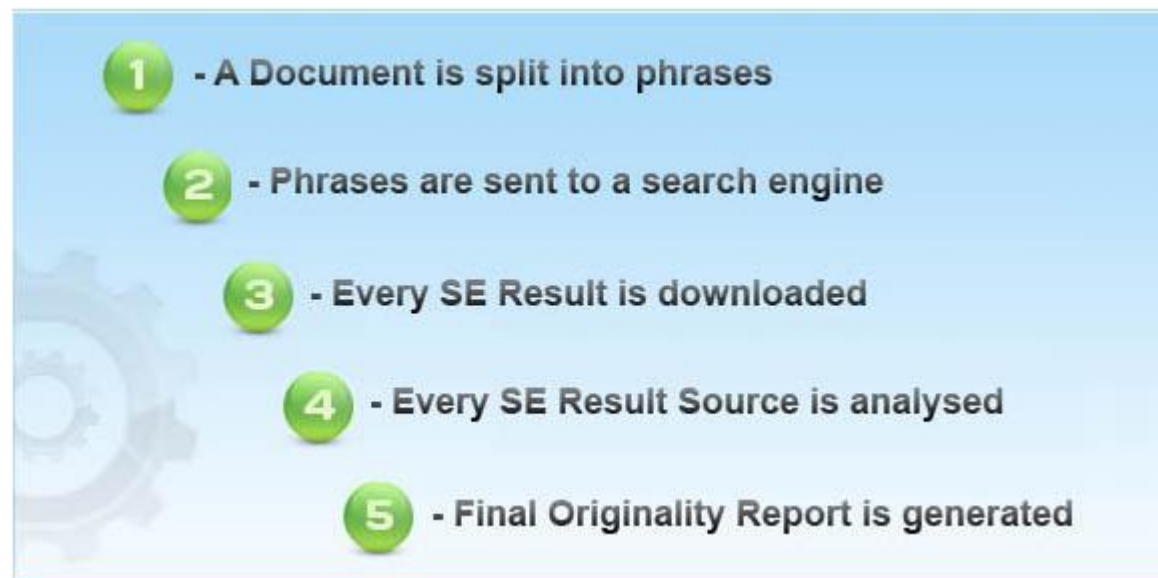 1 - A Document is split into phrases
2 - Phrases are sent to a search engine
3 - Every SE Result is downloaded
4 - Every SE Result Source is analysed
5 - Final Originality Report is generated